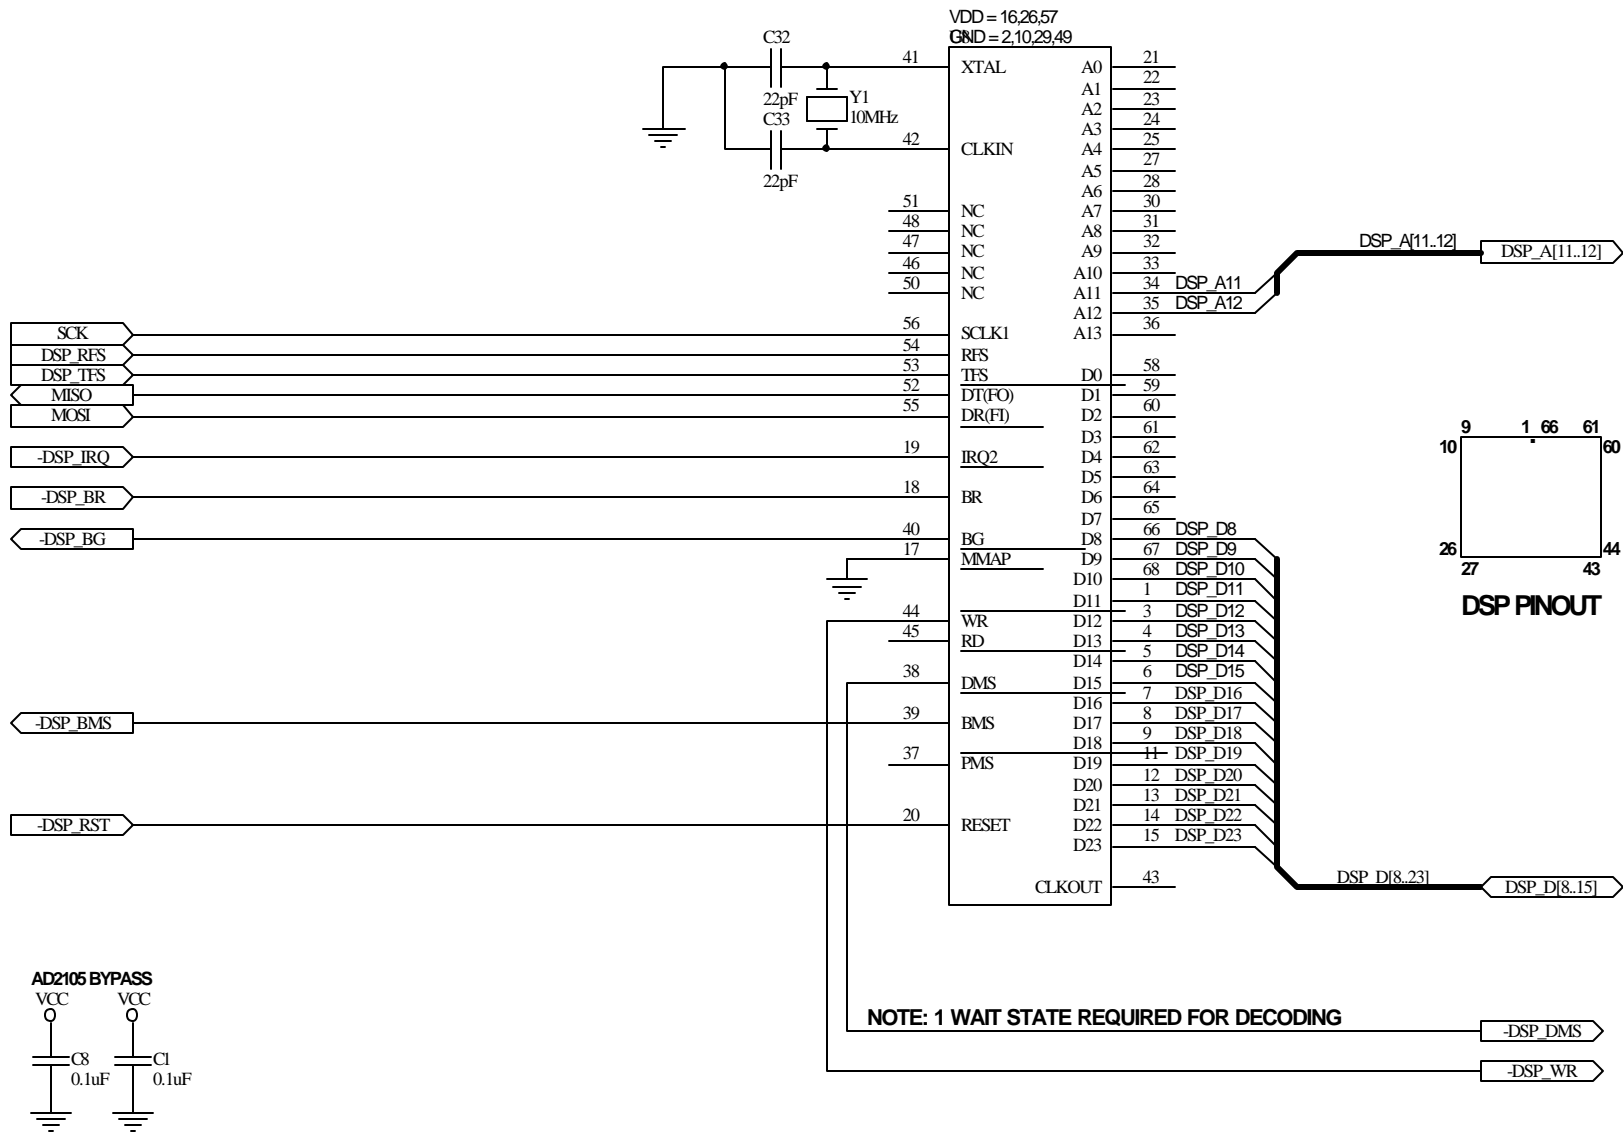 VDD = 16,26,57
GND = 2,10,29,49
C32
22pF
C33
22pF
Y1
10MHz
41 XTAL A0 21
A1 22
A2 23
A3 24
42 CLKIN A4 25
A5 27
A6 28
51 NC A7 30
48 NC A8 31
47 NC A9 32
46 NC A10 33
50 NC A11 34 DSP_A11
A12 35 DSP_A12
DSP_A[11..12] DSP_A[11..12]
SCK 56 SCLK1 A13 36
DSP_RFS 54 RFS
DSP_TFS 53 TFS D0 58
MISO 52 DT(FO) D1 59
MOSI 55 DR(FI) D2 60
D3 61
-DSP_IRQ 19 IRQ2 D4 62
D5 63
-DSP_BR 18 BR D6 64
D7 65
-DSP_BG 40 BG D8 66 DSP_D8
17 MMAP D9 67 DSP_D9
D10 68 DSP_D10
D11 1 DSP_D11
44 WR D12 3 DSP_D12
45 RD D13 4 DSP_D13
D14 5 DSP_D14
38 DMS D15 6 DSP_D15
D16 7 DSP_D16
-DSP_BMS 39 BMS D17 8 DSP_D17
D18 9 DSP_D18
37 PMS D19 11 DSP_D19
D20 12 DSP_D20
D21 13 DSP_D21
-DSP_RST 20 RESET D22 14 DSP_D22
D23 15 DSP_D23
CLKOUT 43
DSP_D[8..23] DSP_D[8..15]
9 1 66 61
10 60
26 44
27 43
DSP PINOUT
AD2105 BYPASS
VCC VCC
C8 C1
0.1uF 0.1uF
NOTE: 1 WAIT STATE REQUIRED FOR DECODING
-DSP_DMS
-DSP_WR